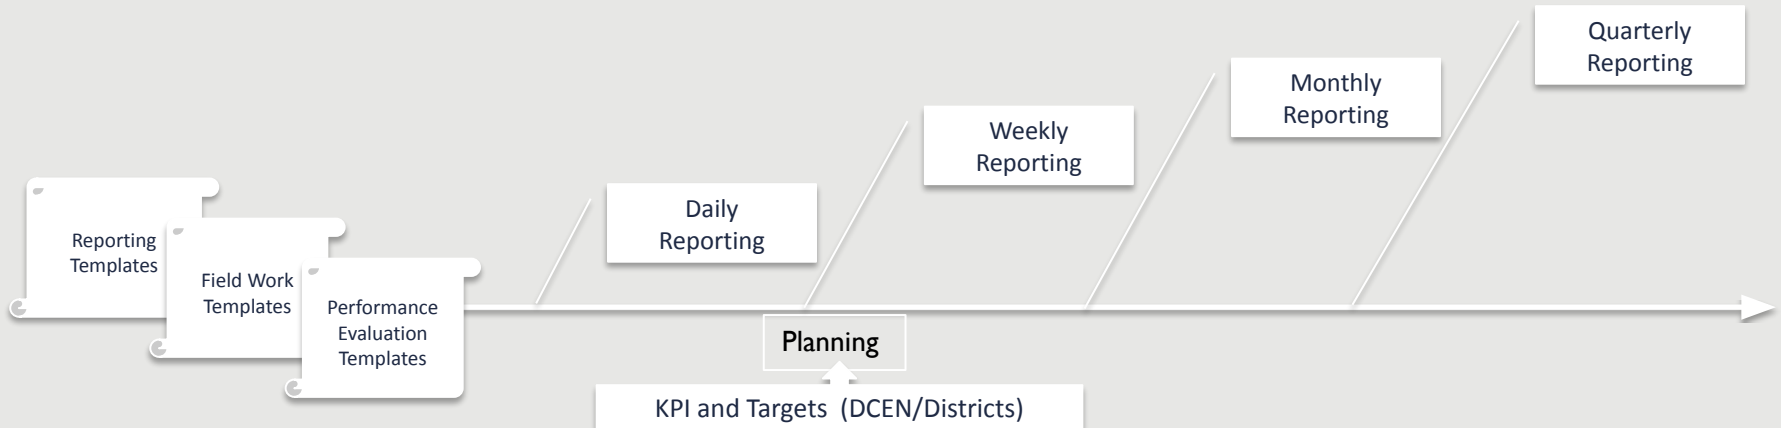 Quarterly
Reporting
Monthly
Reporting
Weekly
Reporting
Daily
Reporting
Reporting
Templates
Field Work
Templates
Performance
Evaluation
Templates
Planning
KPI and Targets (DCEN/Districts)